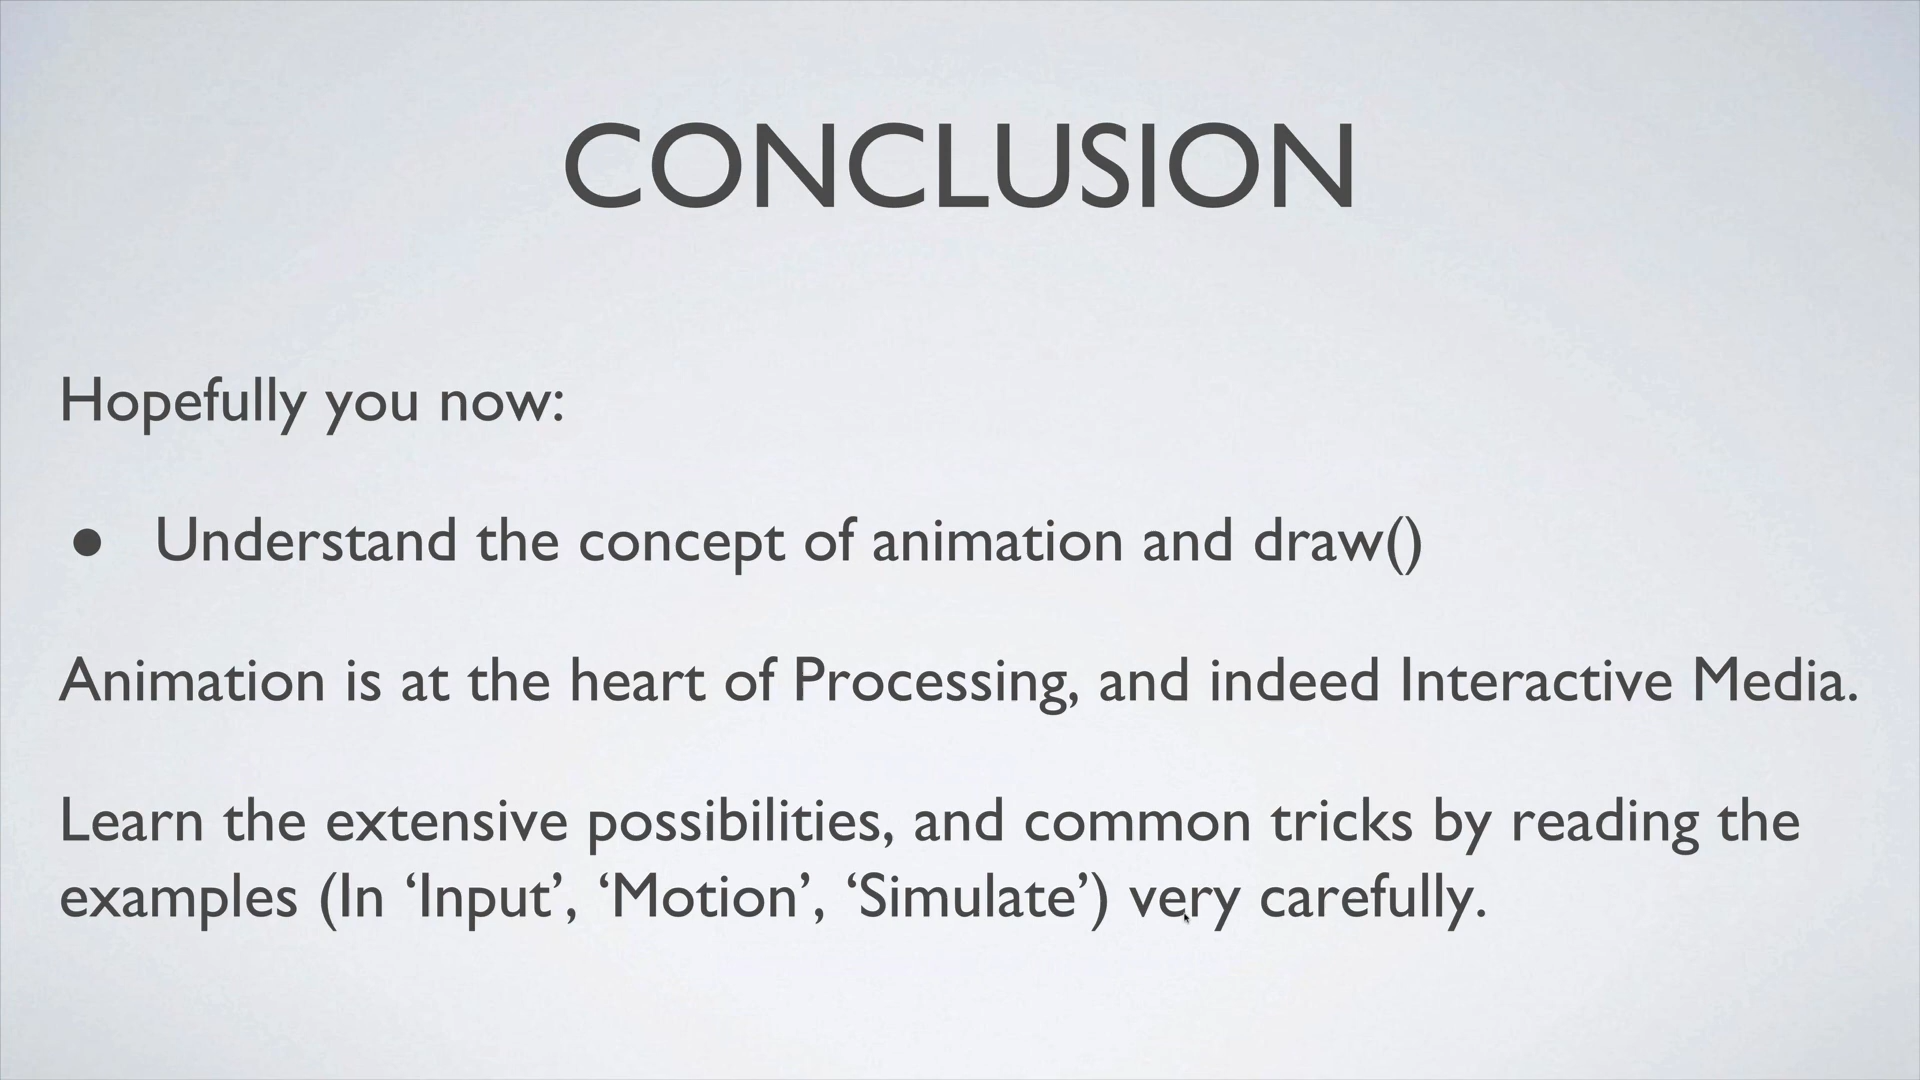 CONCLUSION
Hopefully you now:
● Understand the concept of animation and draw()
Animation is at the heart of Processing, and indeed Interactive Media.
Learn the extensive possibilities, and common tricks by reading the
examples (In ‘Input’, ‘Motion’, ‘Simulate’) very carefully.